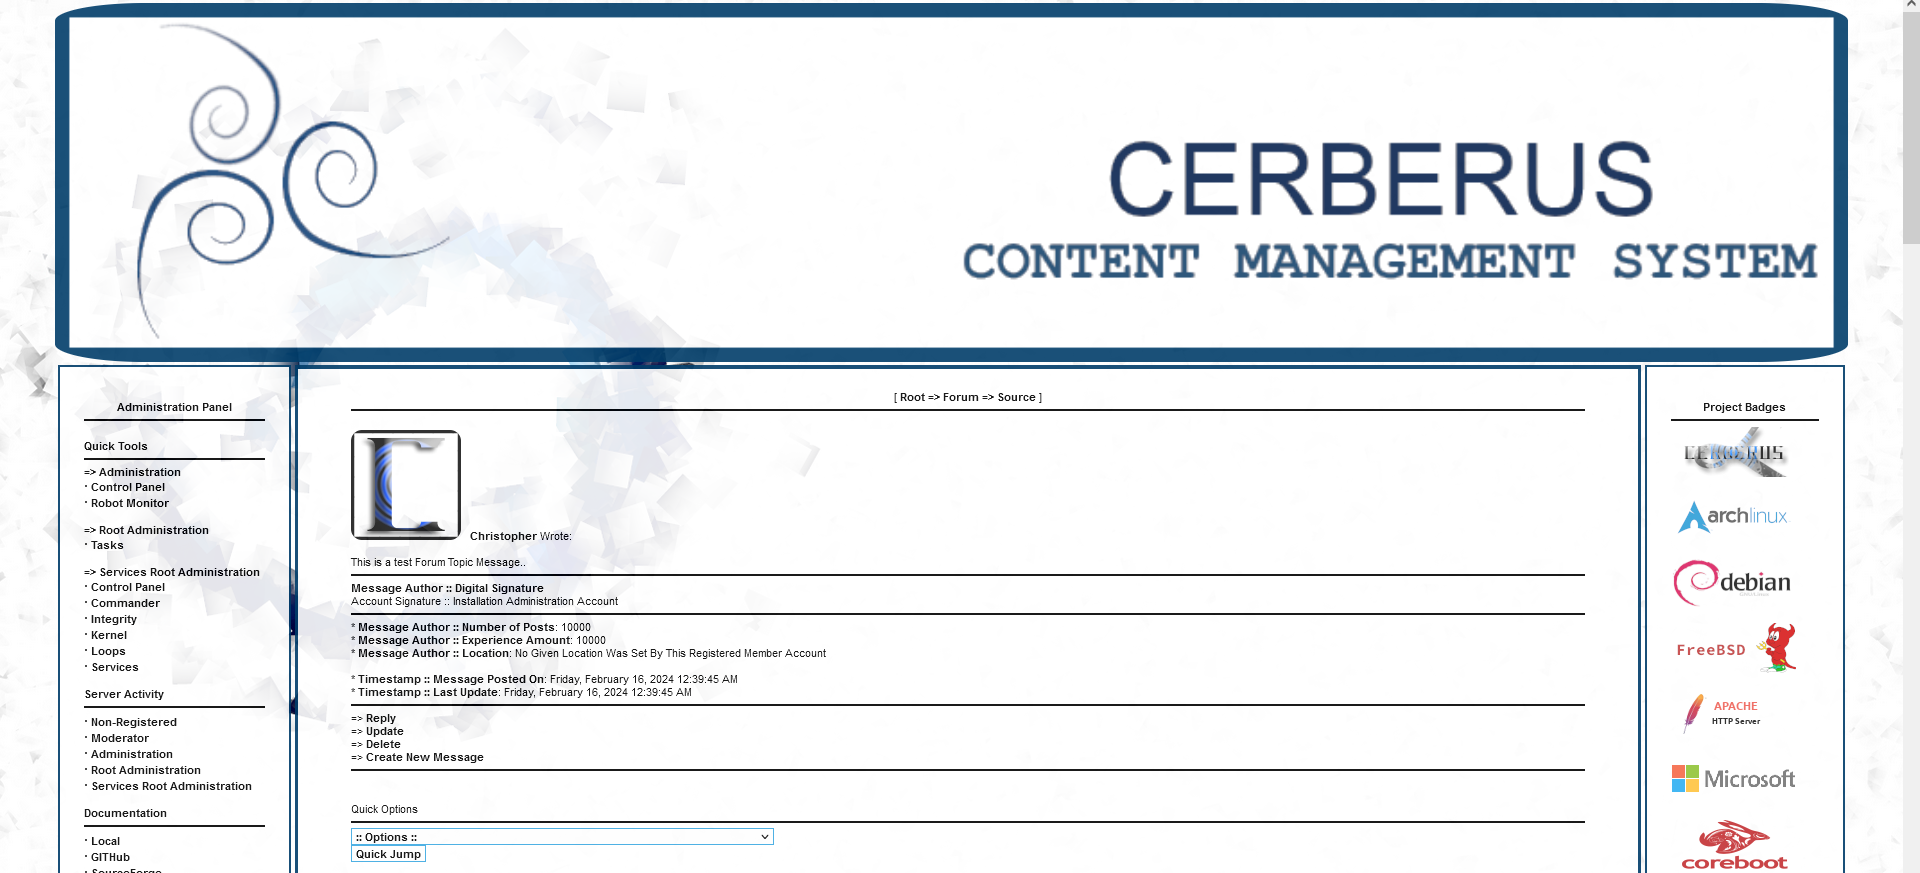 CERBERUS
CONTENT MANAGEMENT SYSTEM
Administration Panel
Quick Tools
=> Administration
· Control Panel
· Robot Monitor
=> Root Administration
· Tasks
=> Services Root Administration
· Control Panel
· Commander
· Integrity
· Kernel
· Loops
· Services
Server Activity
· Non-Registered
· Moderator
· Administration
· Root Administration
· Services Root Administration
Documentation
· Local
· GITHub
· SourceForge
[ Root => Forum => Source ]
Christopher Wrote:
This is a test Forum Topic Message..
Message Author :: Digital Signature
Account Signature :: Installation Administration Account
* Message Author :: Number of Posts: 10000
* Message Author :: Experience Amount: 10000
* Message Author :: Location: No Given Location Was Set By This Registered Member Account
* Timestamp :: Message Posted On: Friday, February 16, 2024 12:39:45 AM
* Timestamp :: Last Update: Friday, February 16, 2024 12:39:45 AM
=> Reply
=> Update
=> Delete
=> Create New Message
Quick Options
:: Options ::
Quick Jump
Project Badges
CERBERUS
archlinux
debian
FreeBSD
APACHE
HTTP Server
Microsoft
coreboot